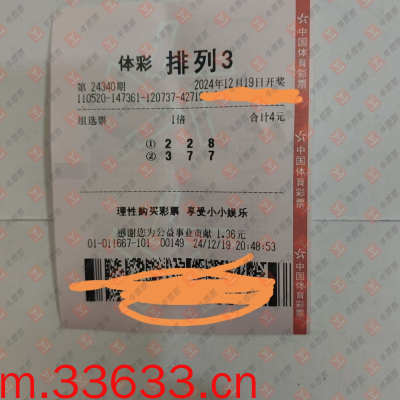 体彩 排列3
第 24340期 2024年12月19日开奖
110520-147361-120737-4271
组选票 1倍 合计4元
① 2 2 8
② 3 7 7
理性购买彩票 享受小小娱乐
感谢您为公益事业贡献 1.36元
01-011667-101 00149 24/12/19 20:48:53
中国体育彩票
中国体育彩票
中国体育彩票
m.33633.cn